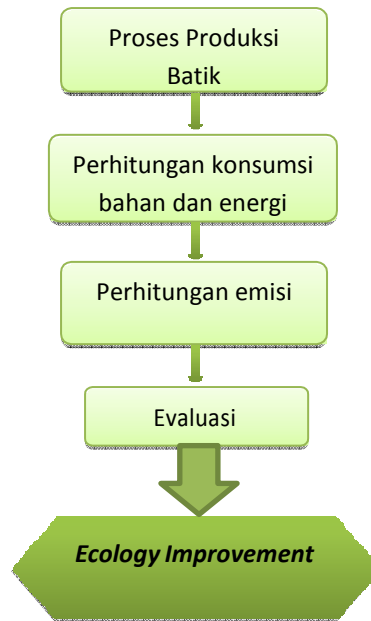 Proses Produksi
Batik
Perhitungan konsumsi
bahan dan energi
Perhitungan emisi
Evaluasi
Ecology Improvement